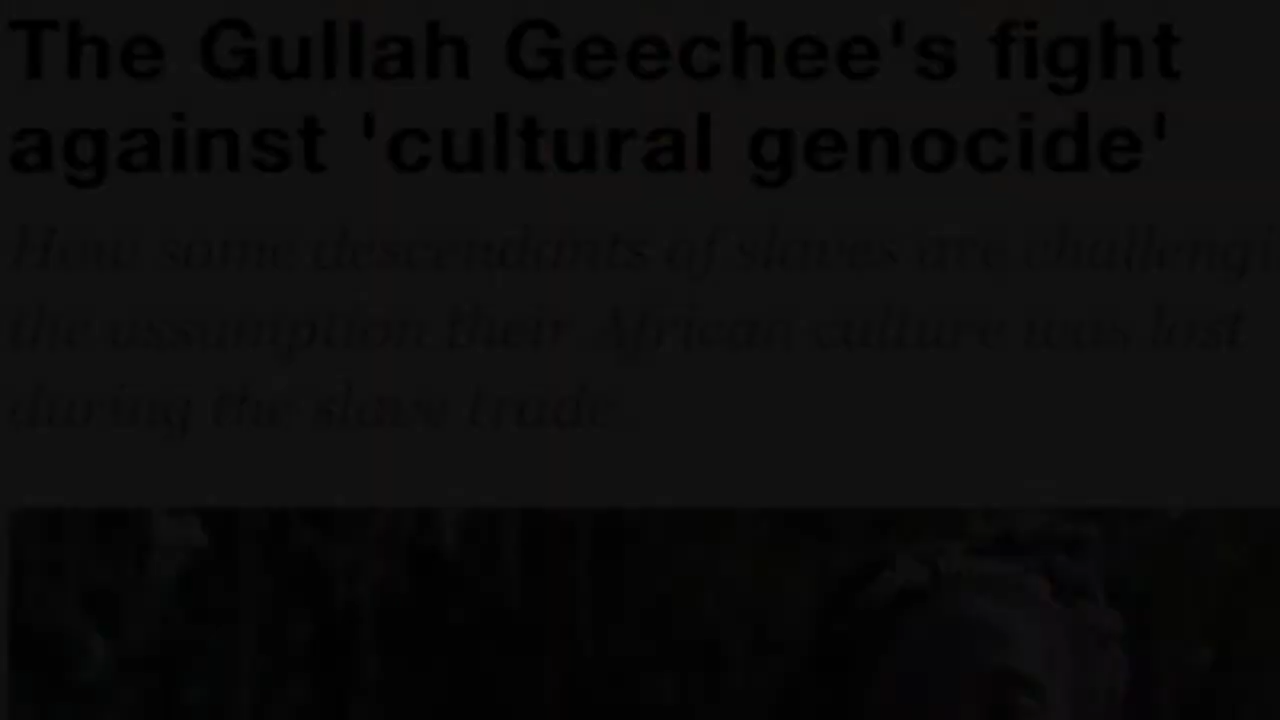 The Gullah Geechee's fight
against 'cultural genocide'
How some descendants of slaves are challengi
the assumption their African culture was lost
during the slave trade.